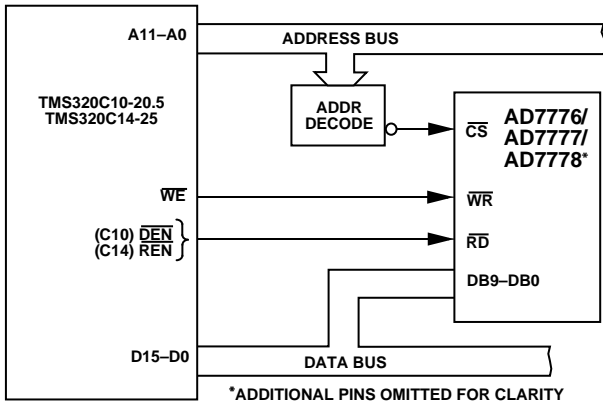 A11–A0
ADDRESS BUS
TMS320C10-20.5
TMS320C14-25
ADDR
DECODE
CS
AD7776/
AD7777/
AD7778*
WE
WR
(C10) DEN
(C14) REN
}
RD
DB9–DB0
D15–D0
DATA BUS
*ADDITIONAL PINS OMITTED FOR CLARITY